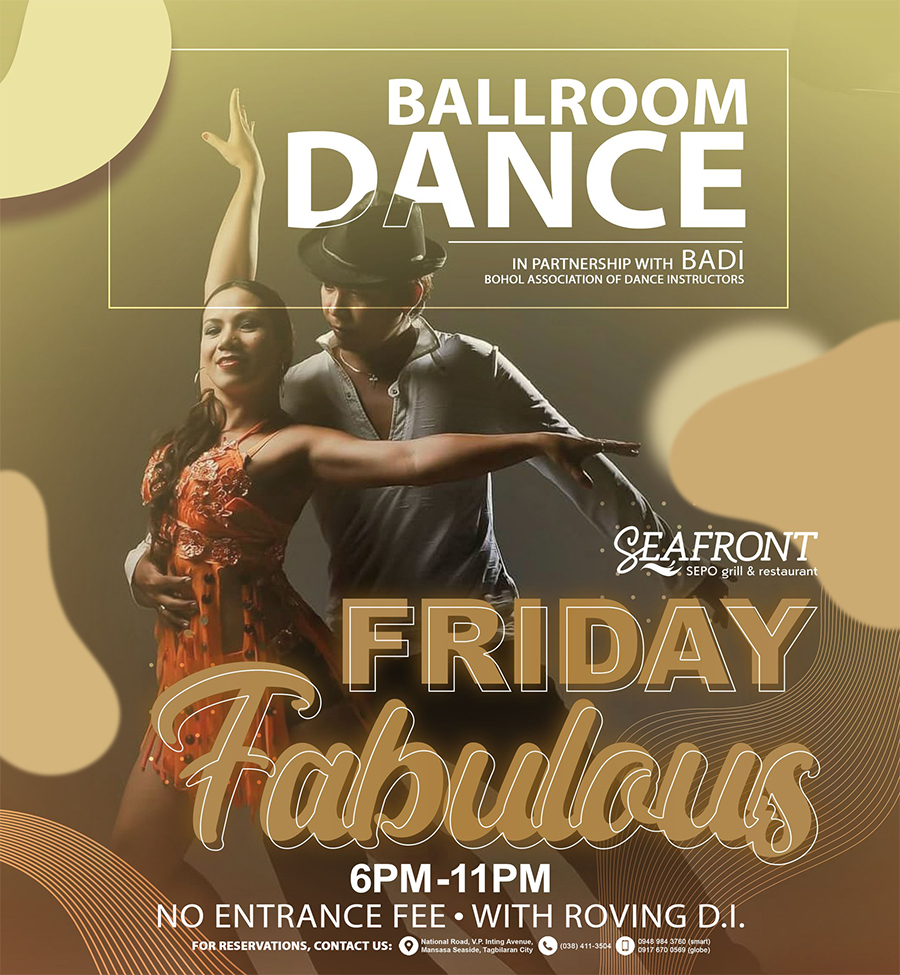 BALLROOM
DANCE
IN PARTNERSHIP WITH BADI
BOHOL ASSOCIATION OF DANCE INSTRUCTORS
SEAFRONT
SEPO grill & restaurant
FRIDAY
Fabulous
6PM-11PM
NO ENTRANCE FEE • WITH ROVING D.I.
FOR RESERVATIONS, CONTACT US:
National Road, V.P. Inting Avenue,
Mansasa Seaside, Tagbilaran City
(038) 411-3504
0948 984 3760 (smart)
0917 670 0569 (globe)